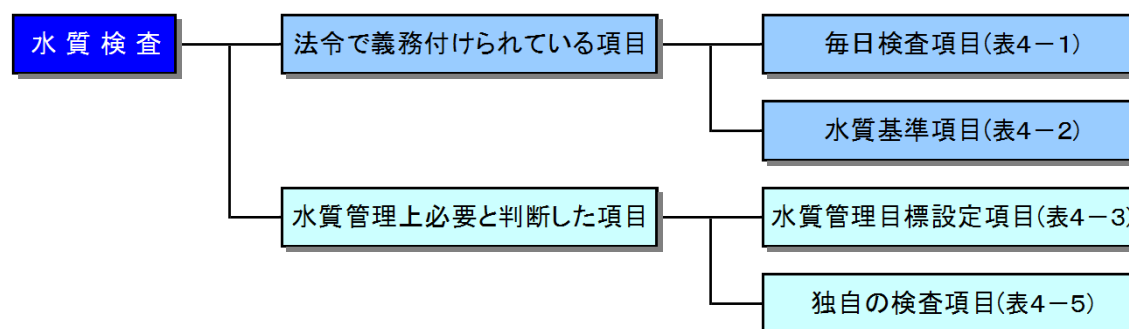 水質検査
法令で義務付けられている項目
毎日検査項目(表4－1)
水質基準項目(表4－2)
水質管理上必要と判断した項目
水質管理目標設定項目(表4－3)
独自の検査項目(表4－5)